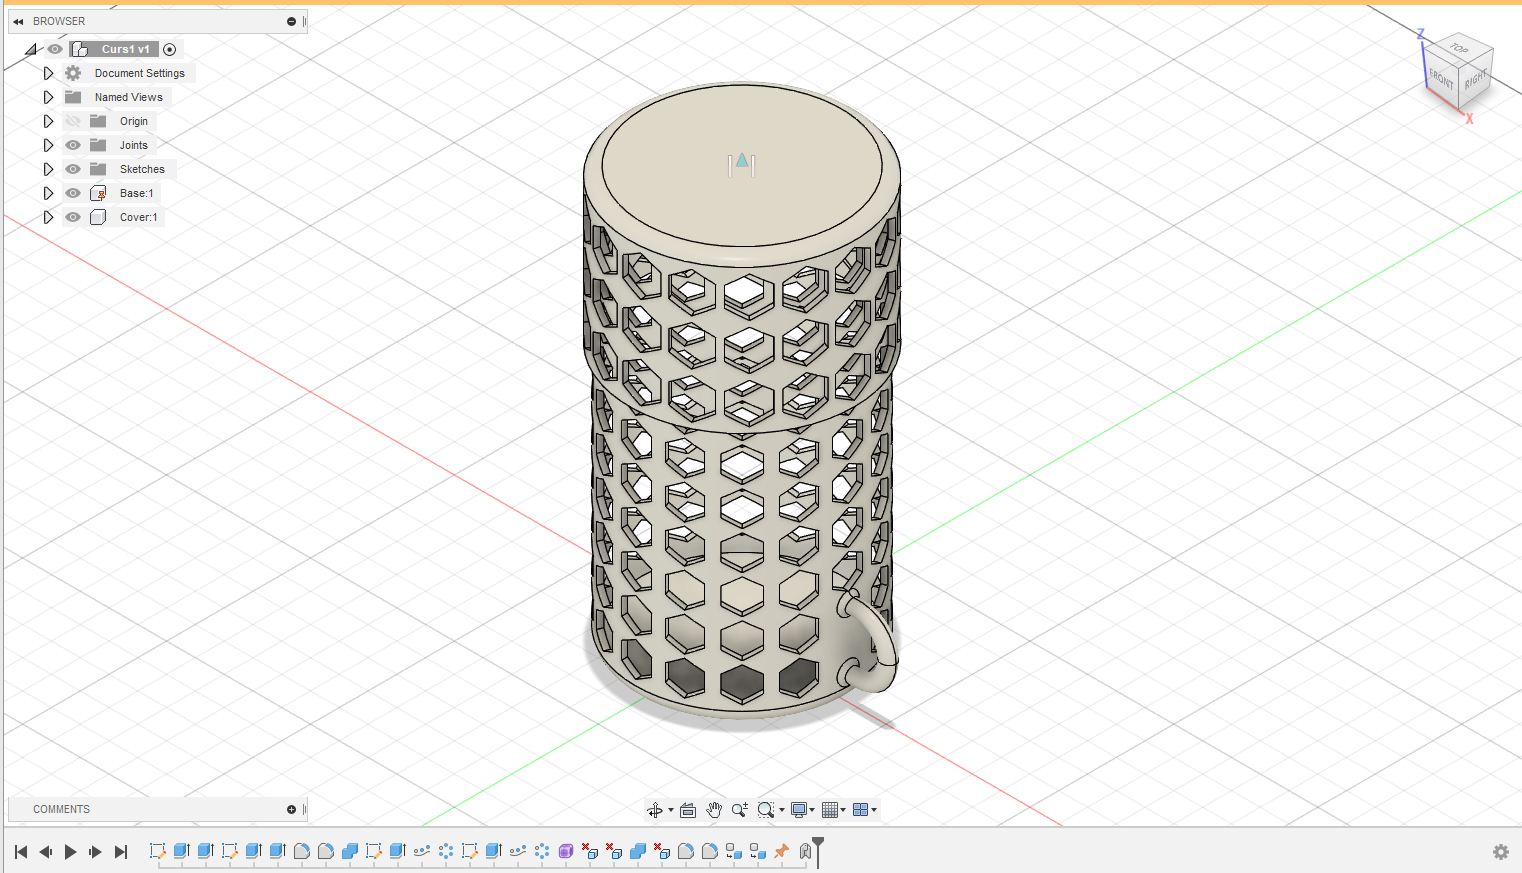 BROWSER
Curs1 v1
Document Settings
Named Views
Origin
Joints
Sketches
Base:1
Cover:1
Z
TOP
FRONT
RIGHT
X
COMMENTS